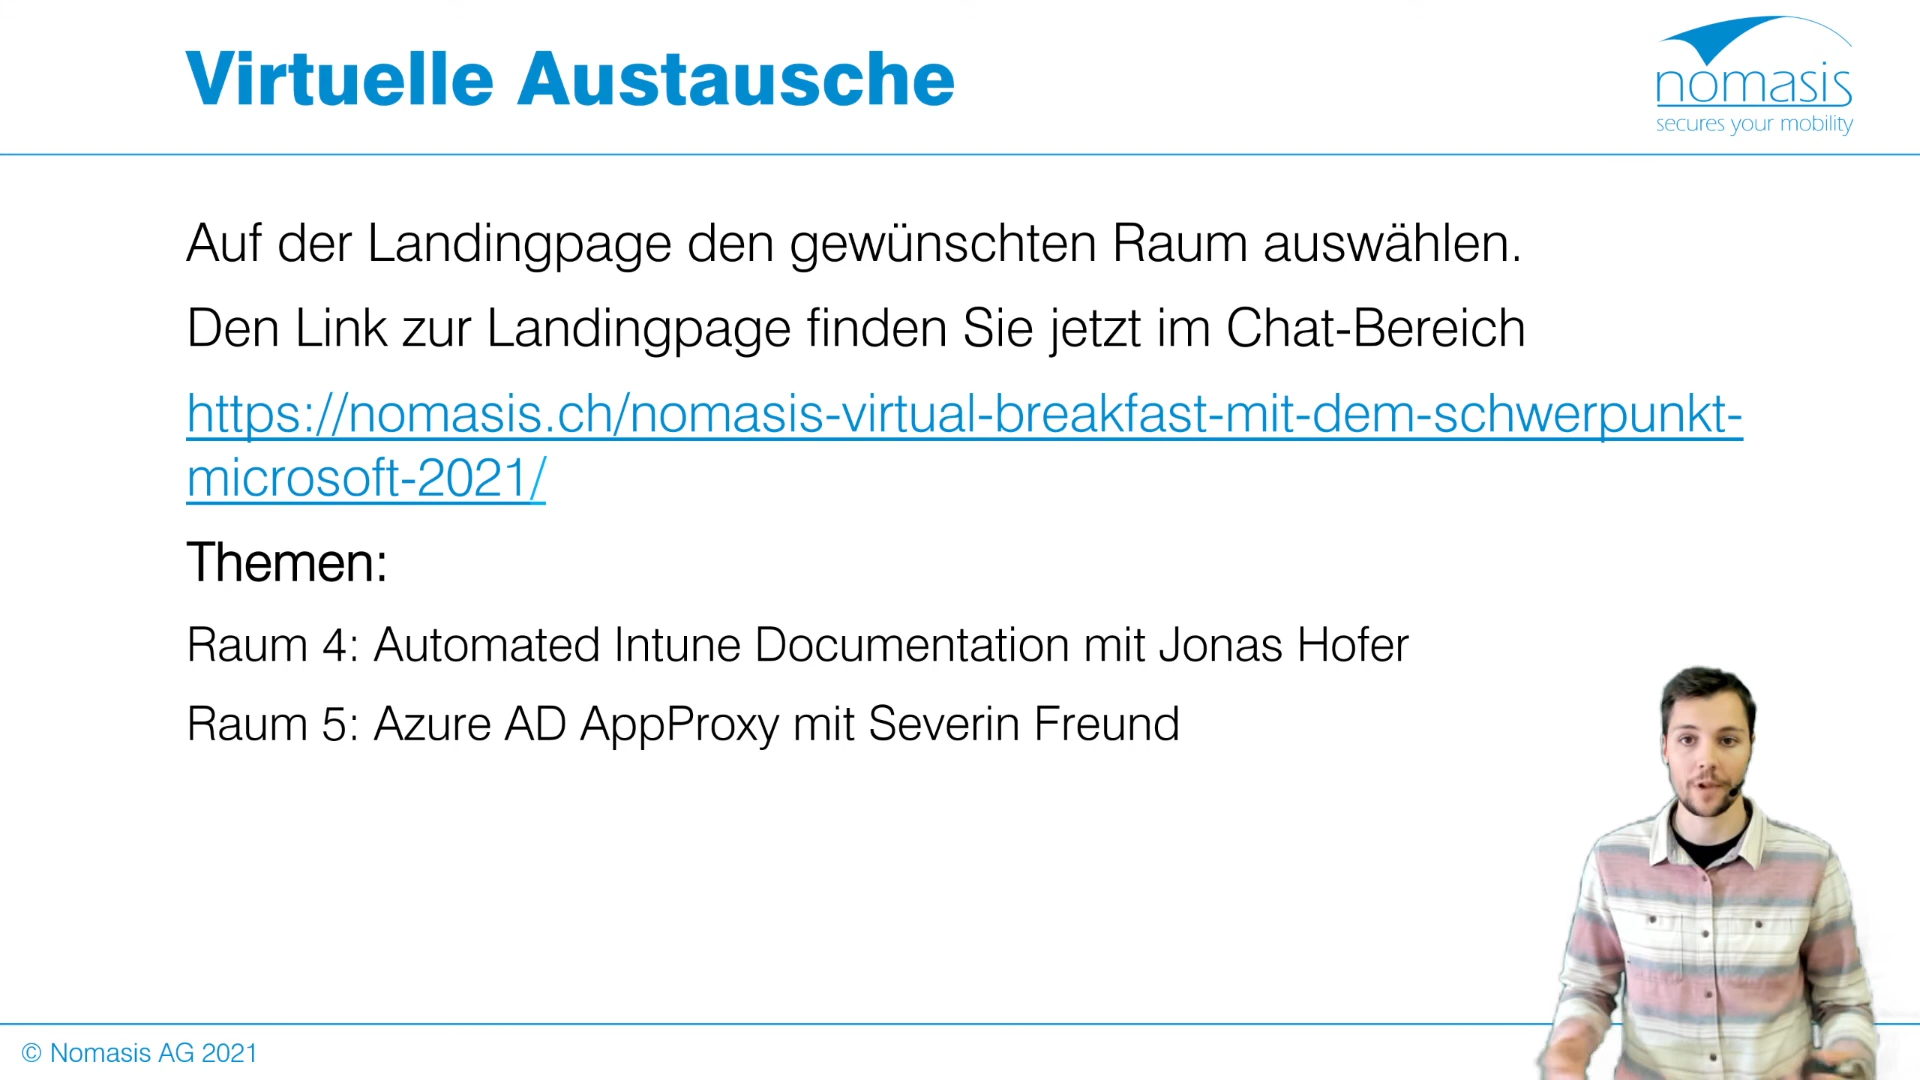 Virtuelle Austausche
nomasis
secures your mobility
Auf der Landingpage den gewünschten Raum auswählen.
Den Link zur Landingpage finden Sie jetzt im Chat-Bereich
https://nomasis.ch/nomasis-virtual-breakfast-mit-dem-schwerpunkt-
microsoft-2021/
Themen:
Raum 4: Automated Intune Documentation mit Jonas Hofer
Raum 5: Azure AD AppProxy mit Severin Freund
© Nomasis AG 2021